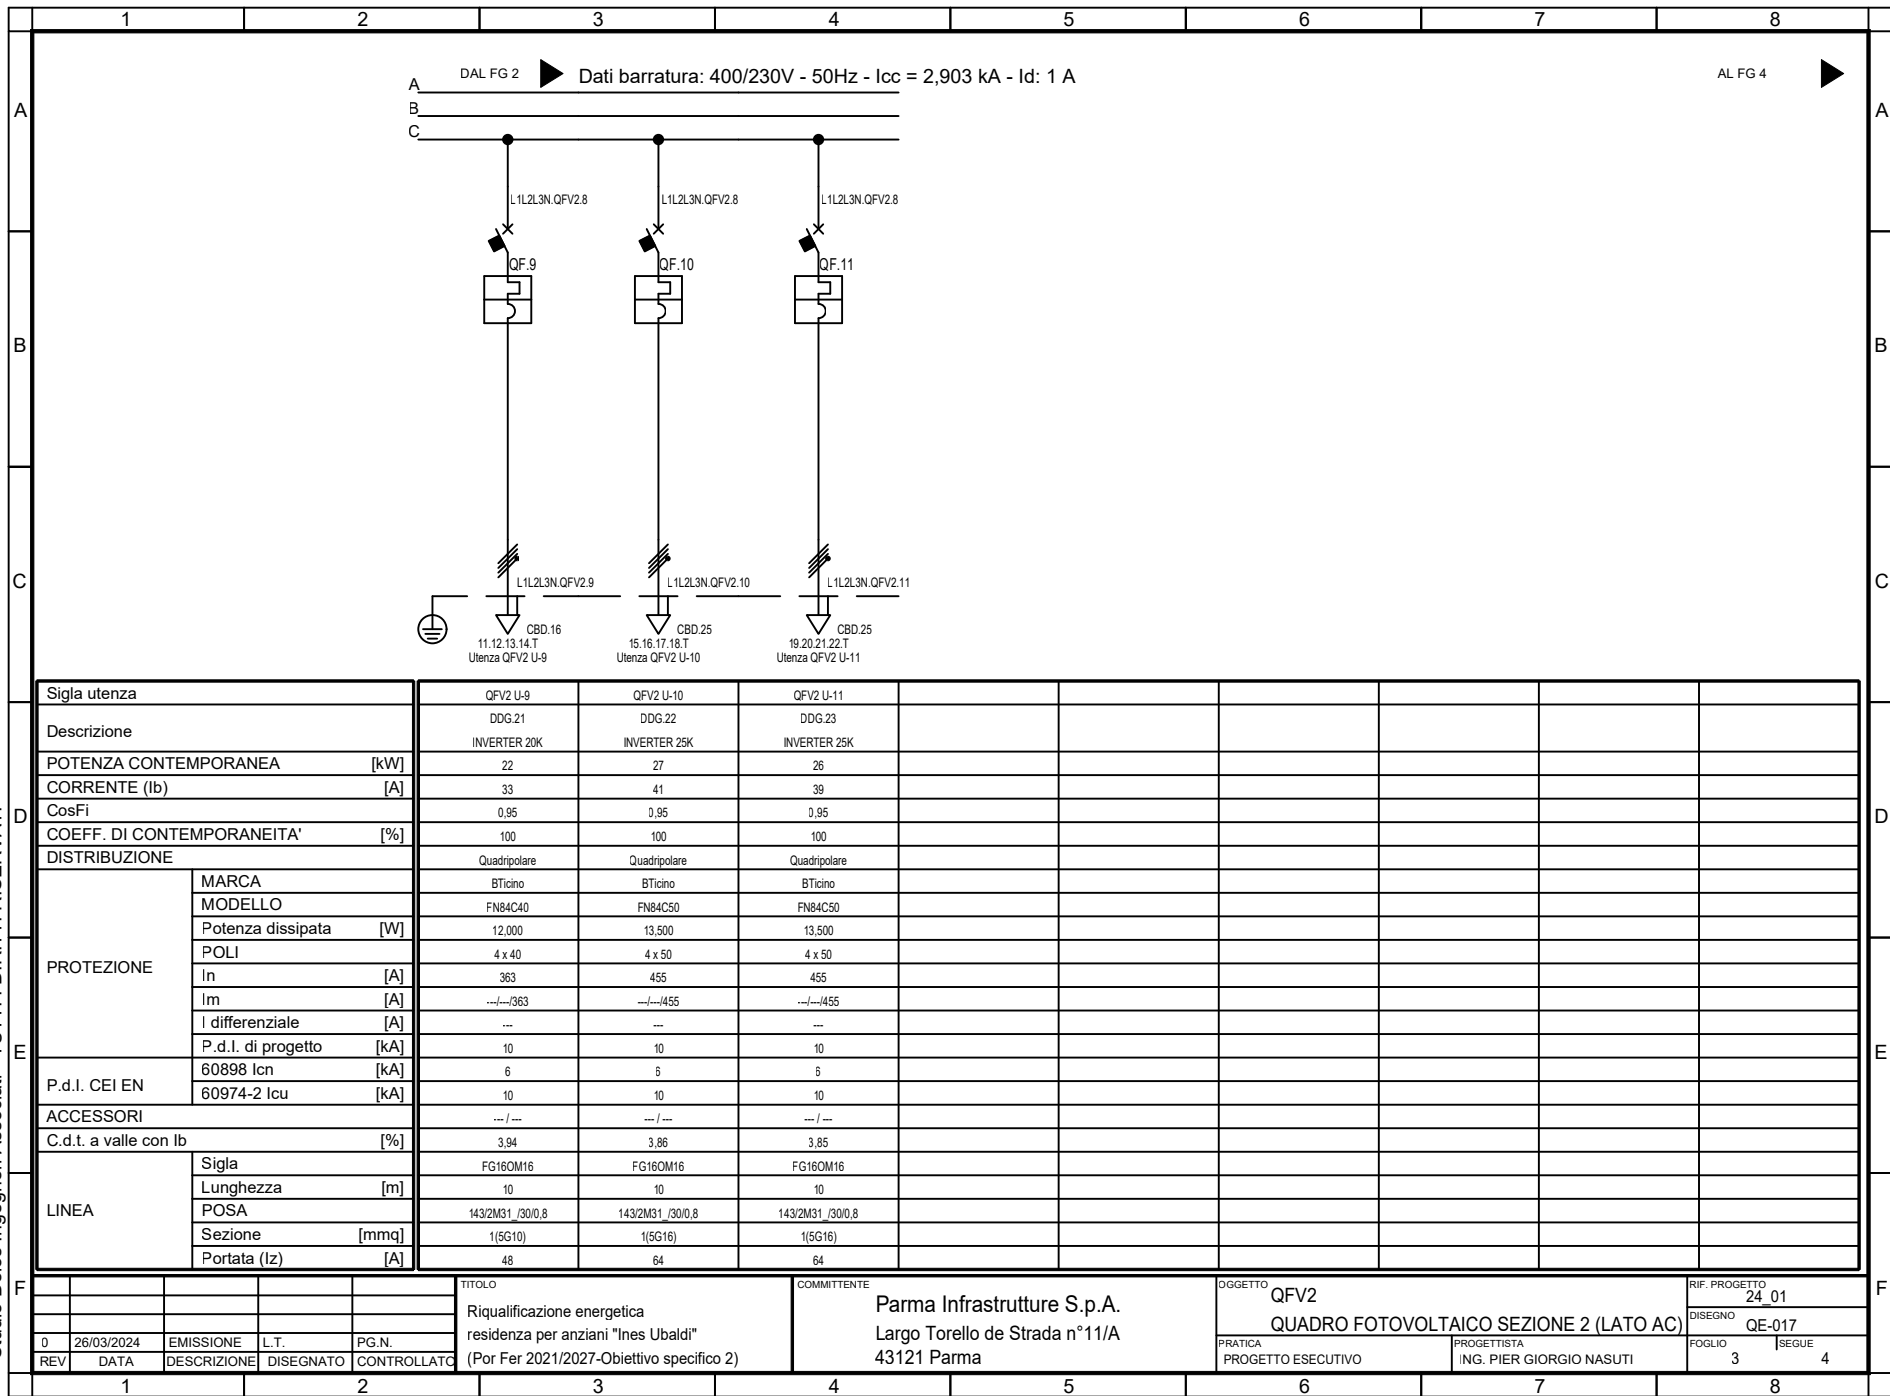 1 2 3 4 5 6 7 8
DAL FG 2 Dati barratura: 400/230V - 50Hz - Icc = 2,903 kA - Id: 1 A AL FG 4
A
B
C
A A
L1L2L3N.QFV2.8 L1L2L3N.QFV2.8 L1L2L3N.QFV2.8
QF.9 QF.10 QF.11
B B
C C
L1L2L3N.QFV2.9 L1L2L3N.QFV2.10 L1L2L3N.QFV2.11
CBD.16 CBD.25 CBD.25
11.12.13.14.T 15.16.17.18.T 19.20.21.22.T
Utenza QFV2 U-9 Utenza QFV2 U-10 Utenza QFV2 U-11
Sigla utenza QFV2 U-9 QFV2 U-10 QFV2 U-11
Descrizione DDG.21 DDG.22 DDG.23
INVERTER 20K INVERTER 25K INVERTER 25K
POTENZA CONTEMPORANEA [kW] 22 27 26
CORRENTE (Ib) [A] 33 41 39
D D
CosFi 0,95 0,95 0,95
COEFF. DI CONTEMPORANEITA' [%] 100 100 100
DISTRIBUZIONE Quadripolare Quadripolare Quadripolare
PROTEZIONE
MARCA BTicino BTicino BTicino
MODELLO FN84C40 FN84C50 FN84C50
Potenza dissipata [W] 12,000 13,500 13,500
POLI 4 x 40 4 x 50 4 x 50
In [A] 363 455 455
Im [A] ---/---/363 ---/---/455 ---/---/455
I differenziale [A] --- --- ---
P.d.I. di progetto [kA] 10 10 10
E E
P.d.I. CEI EN
60898 Icn [kA] 6 6 6
60974-2 Icu [kA] 10 10 10
ACCESSORI --- / --- --- / --- --- / ---
C.d.t. a valle con Ib [%] 3,94 3,86 3,85
LINEA
Sigla FG16OM16 FG16OM16 FG16OM16
Lunghezza [m] 10 10 10
POSA 143/2M31_/30/0,8 143/2M31_/30/0,8 143/2M31_/30/0,8
Sezione [mmq] 1(5G10) 1(5G16) 1(5G16)
Portata (Iz) [A] 48 64 64
F F
0 26/03/2024 EMISSIONE L.T. PG.N.
REV DATA DESCRIZIONE DISEGNATO CONTROLLATO
TITOLO
Riqualificazione energetica
residenza per anziani "Ines Ubaldi"
(Por Fer 2021/2027-Obiettivo specifico 2)
COMMITTENTE
Parma Infrastrutture S.p.A.
Largo Torello de Strada n°11/A
43121 Parma
OGGETTO
QFV2
QUADRO FOTOVOLTAICO SEZIONE 2 (LATO AC)
PRATICA
PROGETTO ESECUTIVO
PROGETTISTA
ING. PIER GIORGIO NASUTI
RIF. PROGETTO
24_01
DISEGNO
QE-017
FOGLIO
3
SEGUE
4
1 2 3 4 5 6 7 8